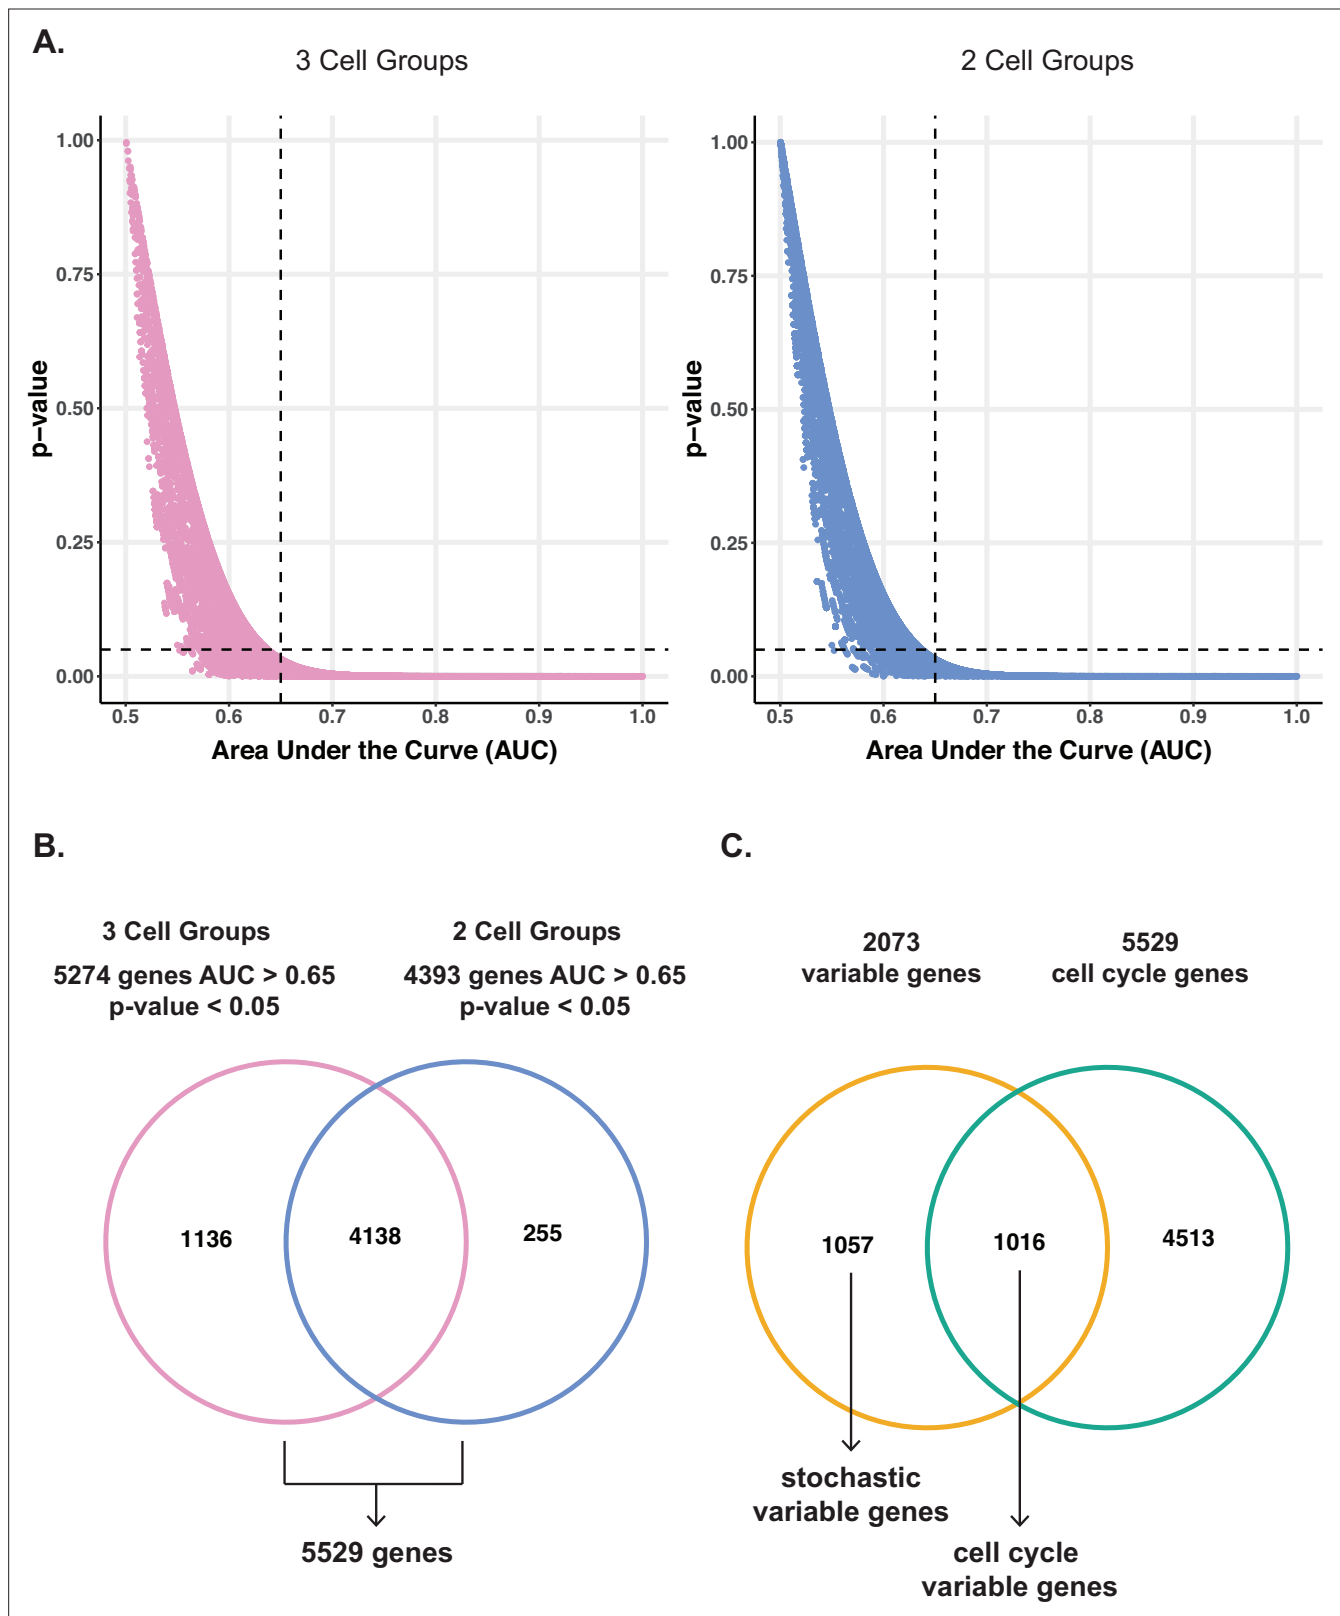 A.
3 Cell Groups
2 Cell Groups
1.00
0.75
0.50
0.25
0.00
p−value
0.5 0.6 0.7 0.8 0.9 1.0
Area Under the Curve (AUC)
1.00
0.75
0.50
0.25
0.00
p−value
0.5 0.6 0.7 0.8 0.9 1.0
Area Under the Curve (AUC)
B.
3 Cell Groups
5274 genes AUC > 0.65
p-value < 0.05
2 Cell Groups
4393 genes AUC > 0.65
p-value < 0.05
1136
4138
255
5529 genes
C.
2073
variable genes
5529
cell cycle genes
1057
1016
4513
stochastic
variable genes
cell cycle
variable genes